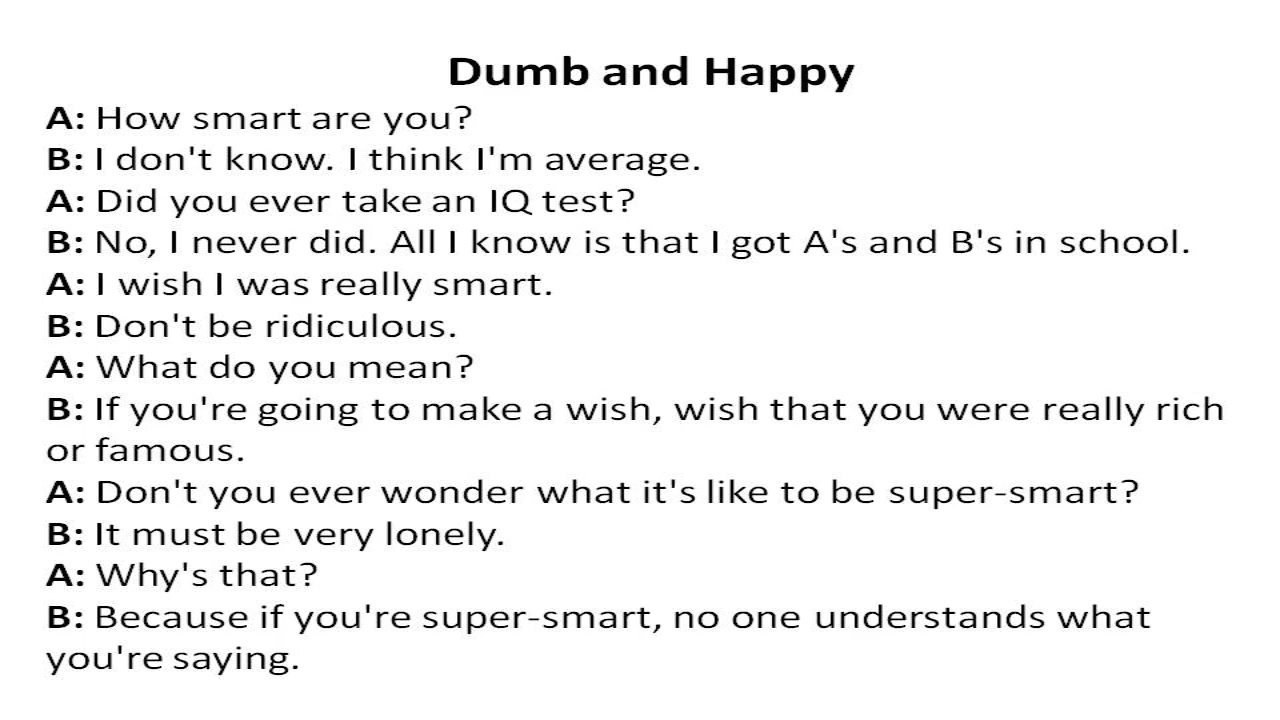 Dumb and Happy
A: How smart are you?
B: I don't know. I think I'm average.
A: Did you ever take an IQ test?
B: No, I never did. All I know is that I got A's and B's in school.
A: I wish I was really smart.
B: Don't be ridiculous.
A: What do you mean?
B: If you're going to make a wish, wish that you were really rich
or famous.
A: Don't you ever wonder what it's like to be super-smart?
B: It must be very lonely.
A: Why's that?
B: Because if you're super-smart, no one understands what
you're saying.